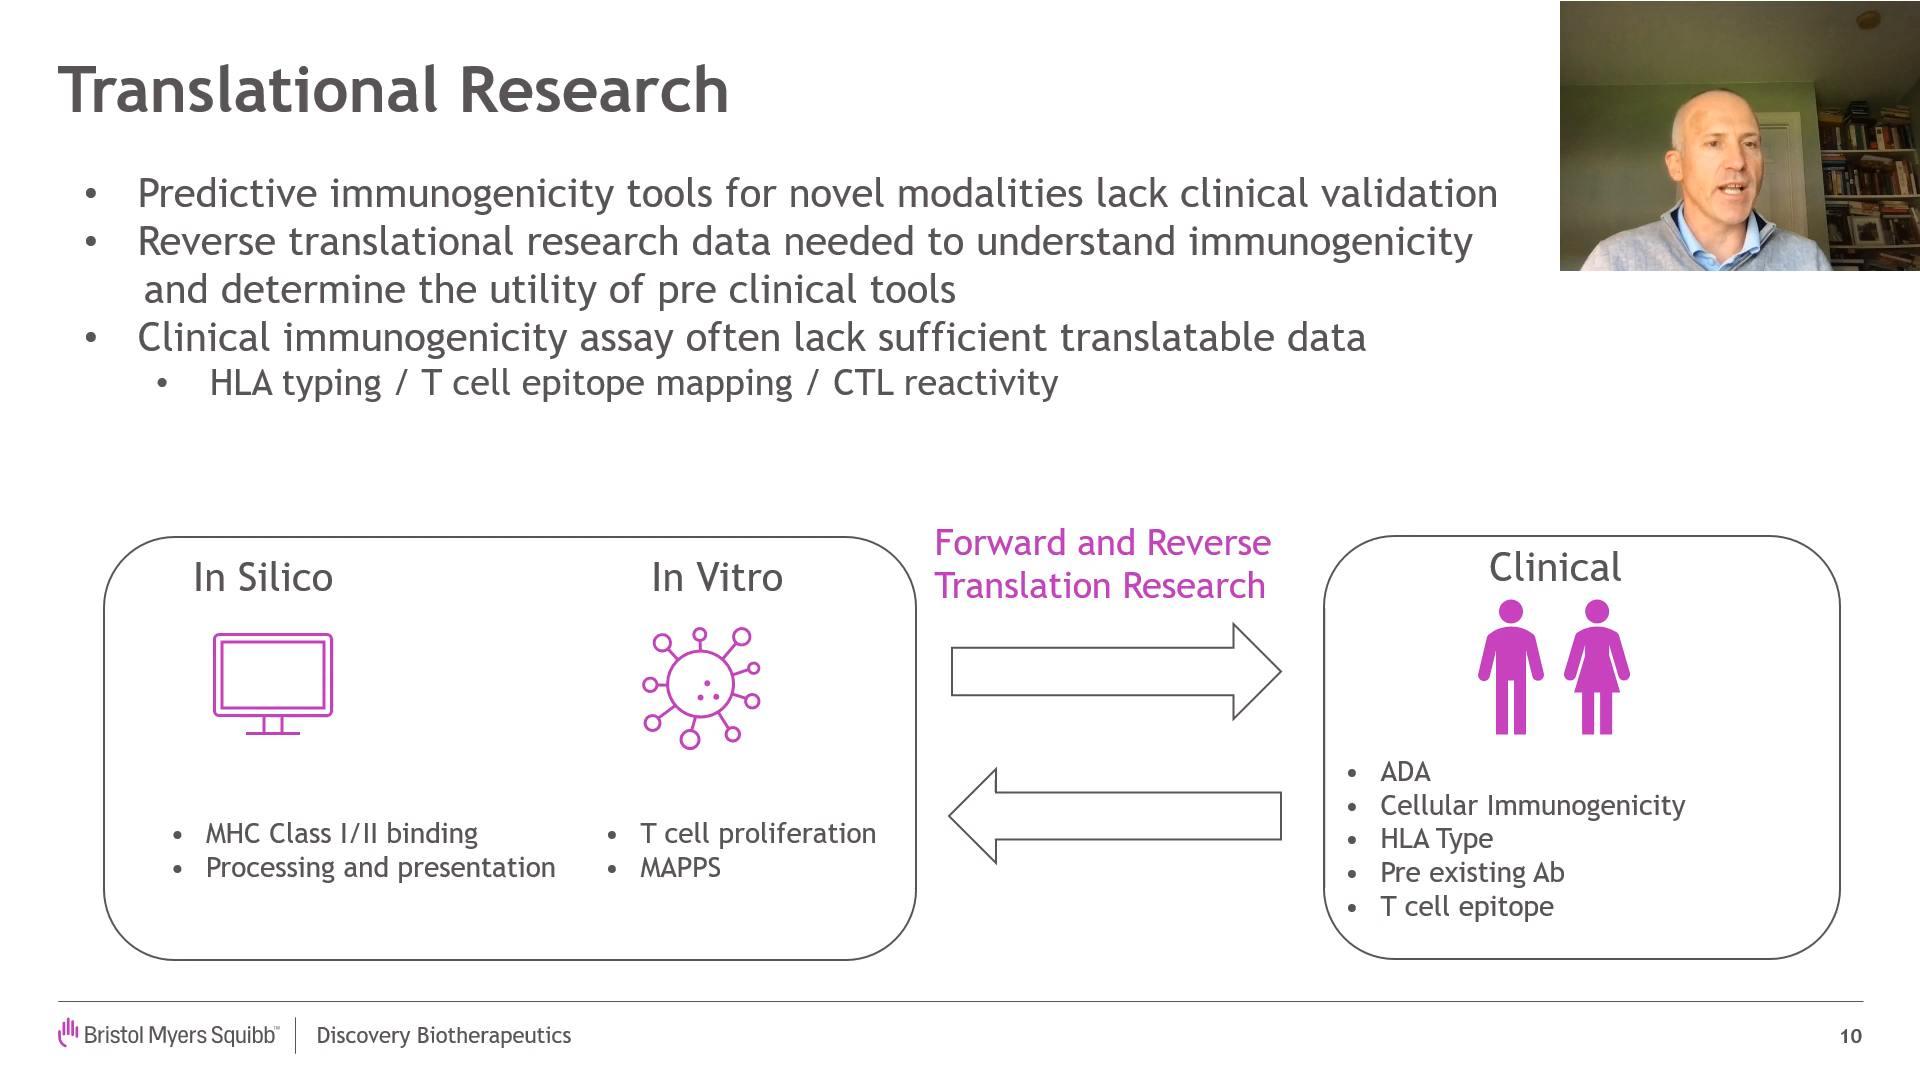 Translational Research
• Predictive immunogenicity tools for novel modalities lack clinical validation
• Reverse translational research data needed to understand immunogenicity
and determine the utility of pre clinical tools
• Clinical immunogenicity assay often lack sufficient translatable data
• HLA typing / T cell epitope mapping / CTL reactivity
In Silico
• MHC Class I/II binding
• Processing and presentation
In Vitro
• T cell proliferation
• MAPPS
Forward and Reverse
Translation Research
Clinical
• ADA
• Cellular Immunogenicity
• HLA Type
• Pre existing Ab
• T cell epitope
Bristol Myers Squibb™
Discovery Biotherapeutics
10